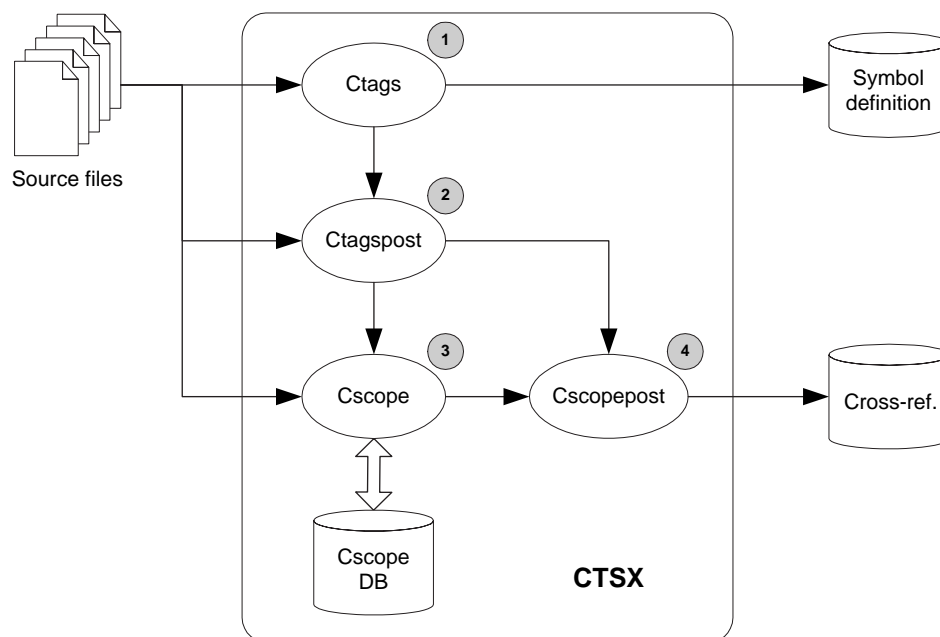 1
Ctags
Symbol
definition
Source files
2
Ctagspost
3
4
Cscope
Cscopepost
Cross-ref.
Cscope
DB
CTSX